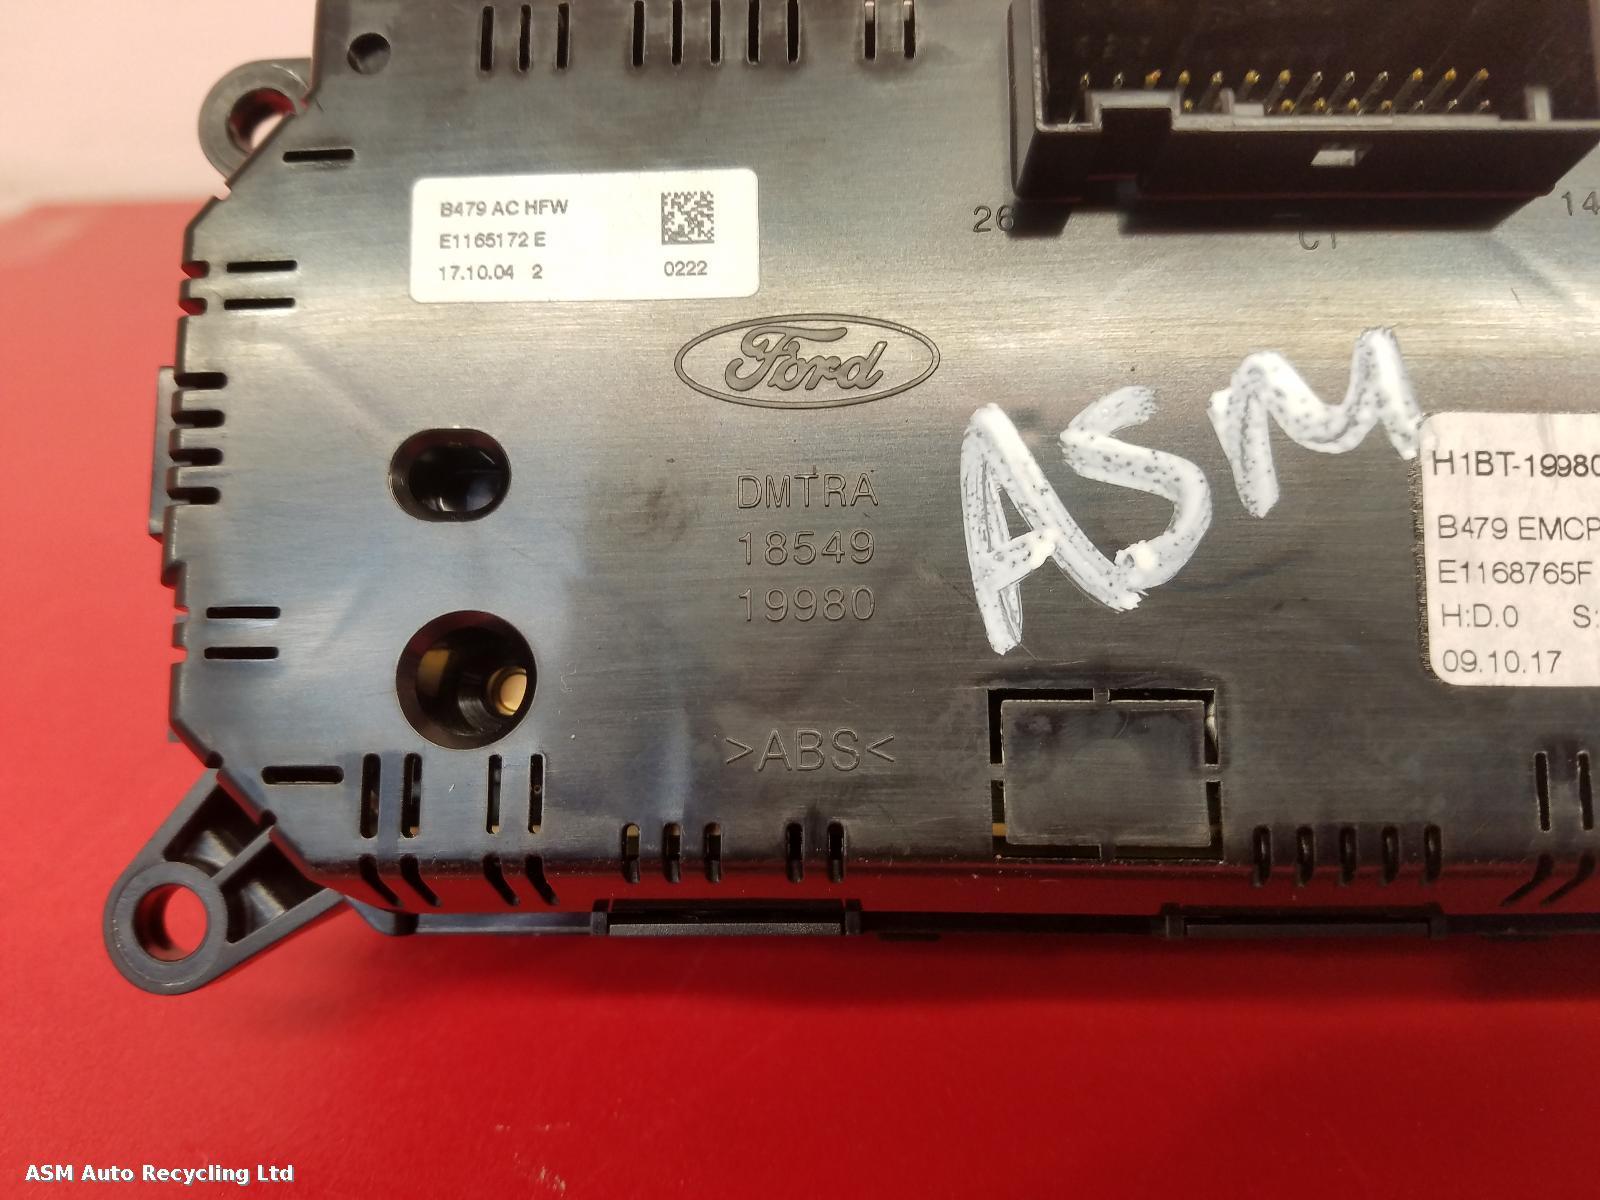 26
C1
14
B479 AC HFW
E1165172 E
17.10.04 2
0222
Ford
DMTRA
18549
19980
>ABS<
ASM
H1BT-19980
B479 EMCP
E1168765F
H:D.0 S:
09.10.17
ASM Auto Recycling Ltd